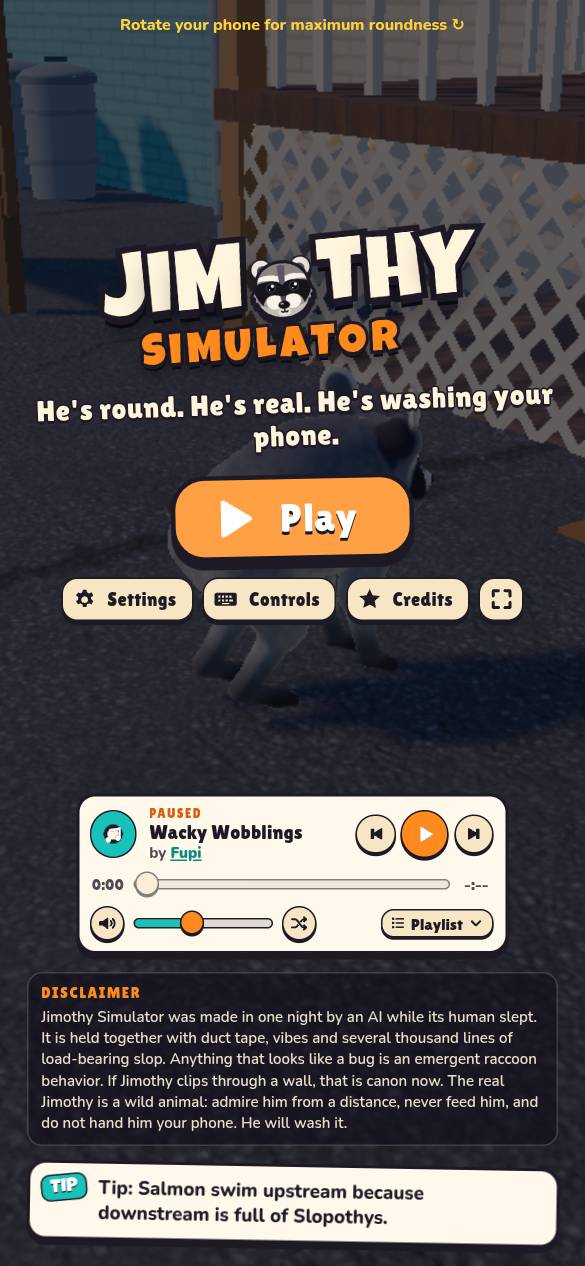 Rotate your phone for maximum roundness ↻
JIM THY
SIMULATOR
He's round. He's real. He's washing your
phone.
Play
Settings Controls Credits
PAUSED
Wacky Wobblings
by Fupi
0:00 -:--
Playlist
DISCLAIMER
Jimothy Simulator was made in one night by an AI while its human slept.
It is held together with duct tape, vibes and several thousand lines of
load-bearing slop. Anything that looks like a bug is an emergent raccoon
behavior. If Jimothy clips through a wall, that is canon now. The real
Jimothy is a wild animal: admire him from a distance, never feed him, and
do not hand him your phone. He will wash it.
TIP Tip: Salmon swim upstream because
downstream is full of Slopothys.